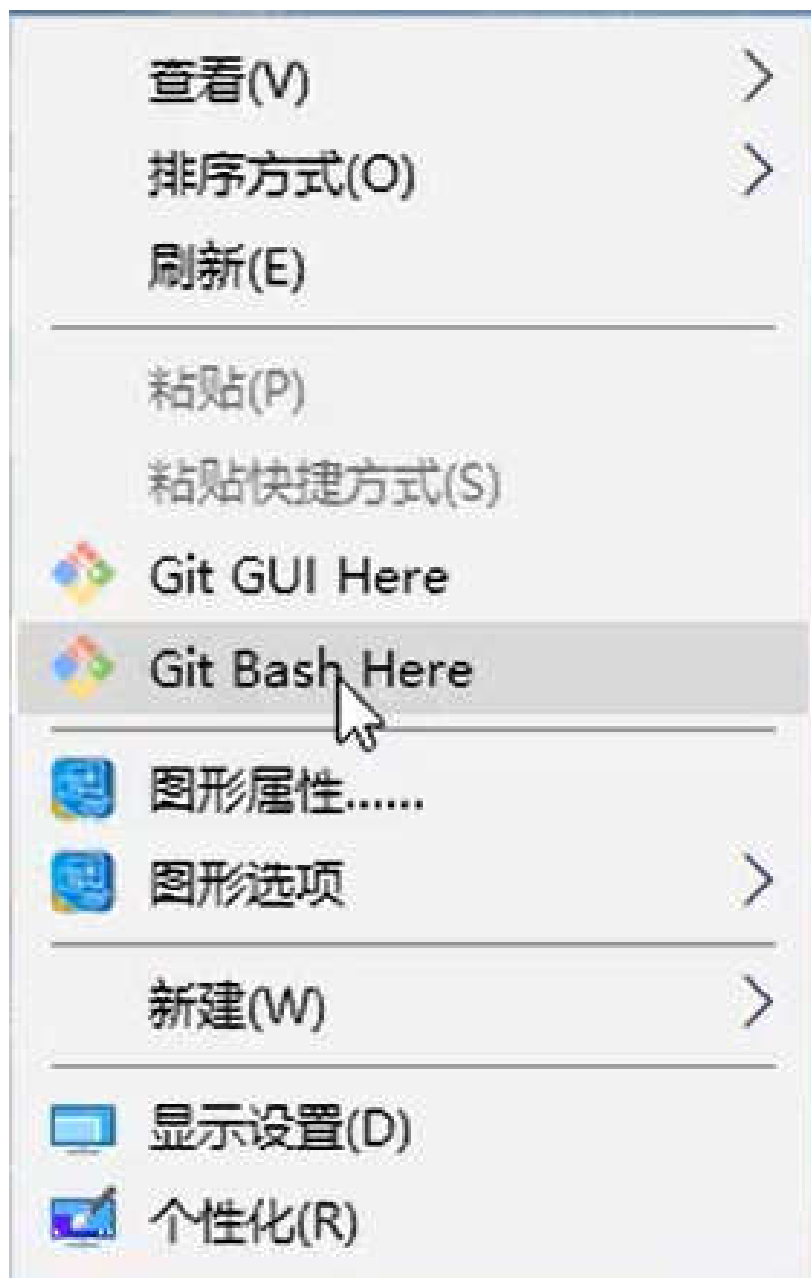 查看(V)
排序方式(O)
刷新(E)
粘贴(P)
粘贴快捷方式(S)
Git GUI Here
Git Bash Here
图形属性......
图形选项
新建(W)
显示设置(D)
个性化(R)